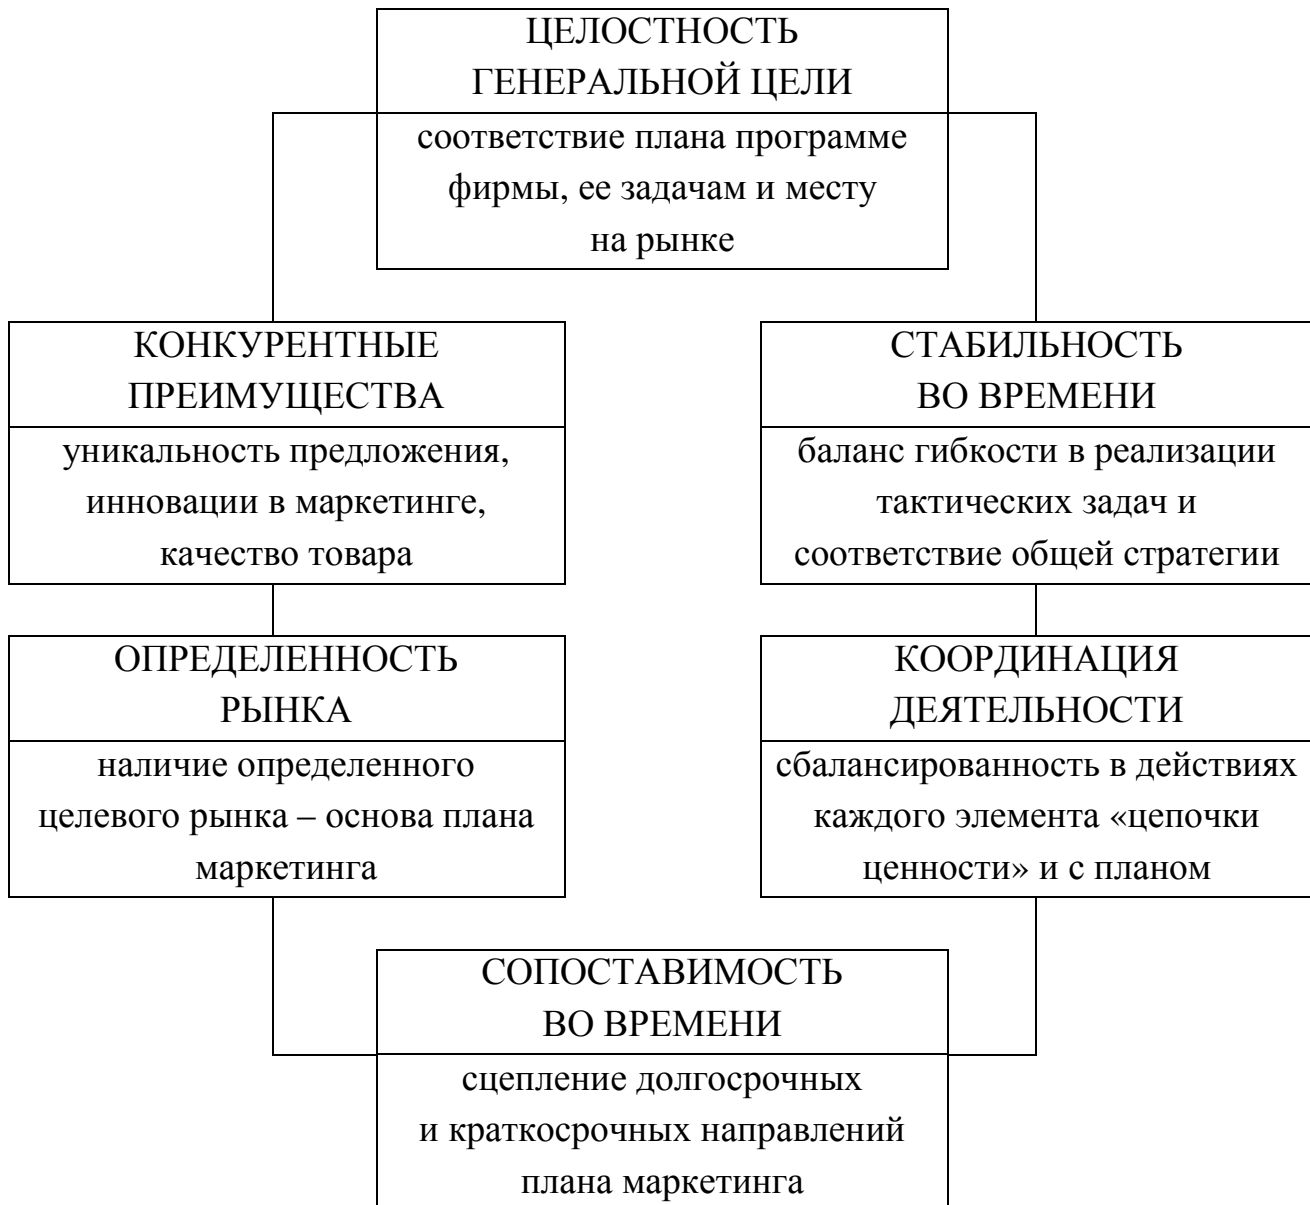 ЦЕЛОСТНОСТЬ
ГЕНЕРАЛЬНОЙ ЦЕЛИ
соответствие плана программе
фирмы, ее задачам и месту
на рынке
КОНКУРЕНТНЫЕ
ПРЕИМУЩЕСТВА
уникальность предложения,
инновации в маркетинге,
качество товара
СТАБИЛЬНОСТЬ
ВО ВРЕМЕНИ
баланс гибкости в реализации
тактических задач и
соответствие общей стратегии
ОПРЕДЕЛЕННОСТЬ
РЫНКА
наличие определенного
целевого рынка – основа плана
маркетинга
КООРДИНАЦИЯ
ДЕЯТЕЛЬНОСТИ
сбалансированность в действиях
каждого элемента «цепочки
ценности» и с планом
СОПОСТАВИМОСТЬ
ВО ВРЕМЕНИ
сцепление долгосрочных
и краткосрочных направлений
плана маркетинга